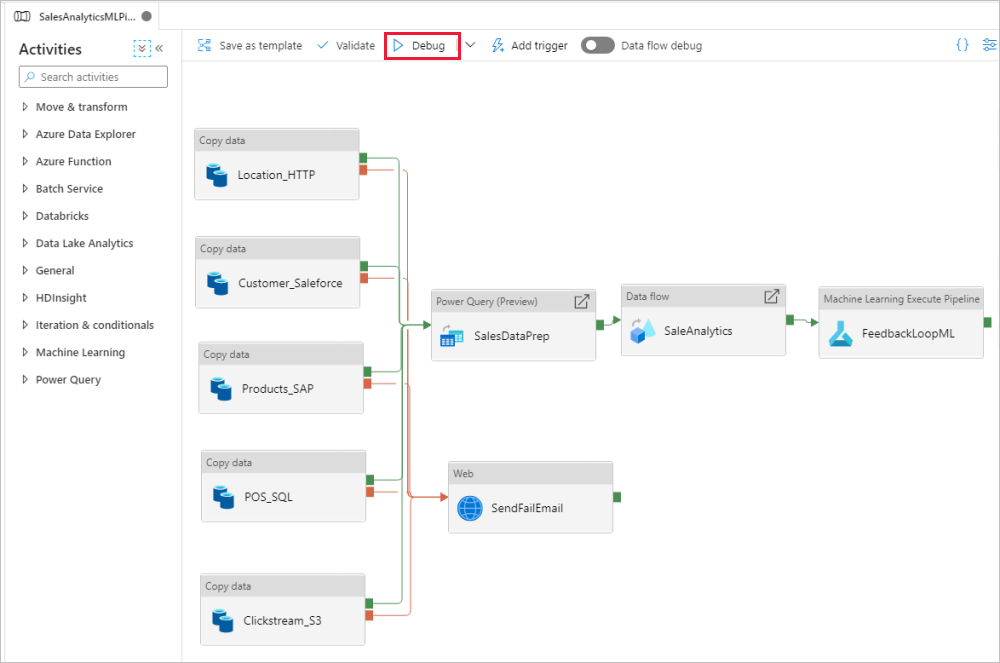 SalesAnalyticsMLPi...
Activities
Save as template
Validate
Debug
Add trigger
Data flow debug
Search activities
Move & transform
Azure Data Explorer
Azure Function
Batch Service
Databricks
Data Lake Analytics
General
HDInsight
Iteration & conditionals
Machine Learning
Power Query
Copy data
Location_HTTP
Copy data
Customer_Saleforce
Copy data
Products_SAP
Copy data
POS_SQL
Copy data
Clickstream_S3
Power Query (Preview)
SalesDataPrep
Data flow
SaleAnalytics
Machine Learning Execute Pipeline
FeedbackLoopML
Web
SendFailEmail